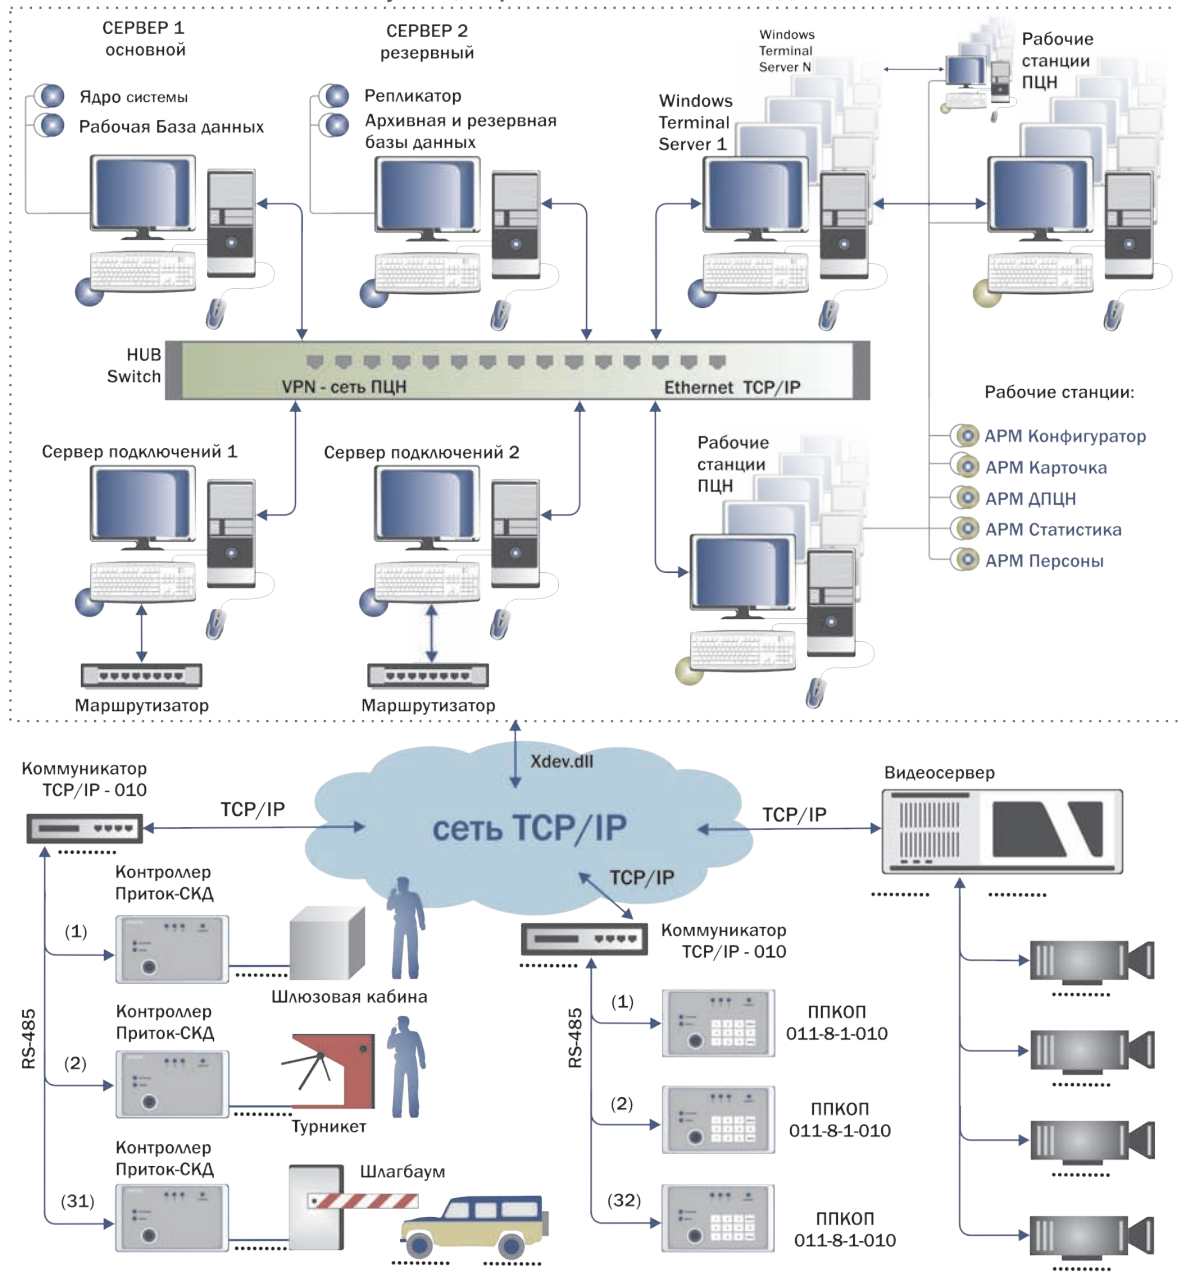 СЕРВЕР 1
основной
Ядро системы
Рабочая База данных
СЕРВЕР 2
резервный
Репликатор
Архивная и резервная
базы данных
Windows
Terminal
Server N
Windows
Terminal
Server 1
Рабочие
станции
ПЦН
HUB
Switch
VPN - сеть ПЦН
Ethernet TCP/IP
Рабочие станции:
АРМ Конфигуратор
АРМ Карточка
АРМ ДПЦН
АРМ Статистика
АРМ Персоны
Сервер подключений 1
Сервер подключений 2
Рабочие
станции
ПЦН
Маршрутизатор
Маршрутизатор
Xdev.dll
сеть TCP/IP
Коммуникатор
TCP/IP - 010
TCP/IP
TCP/IP
Видеосервер
TCP/IP
Коммуникатор
TCP/IP - 010
RS-485
Контроллер
Приток-СКД
(1)
Шлюзовая кабина
Контроллер
Приток-СКД
(2)
Турникет
Контроллер
Приток-СКД
(31)
Шлагбаум
RS-485
(1)
ППКОП
011-8-1-010
(2)
ППКОП
011-8-1-010
(32)
ППКОП
011-8-1-010